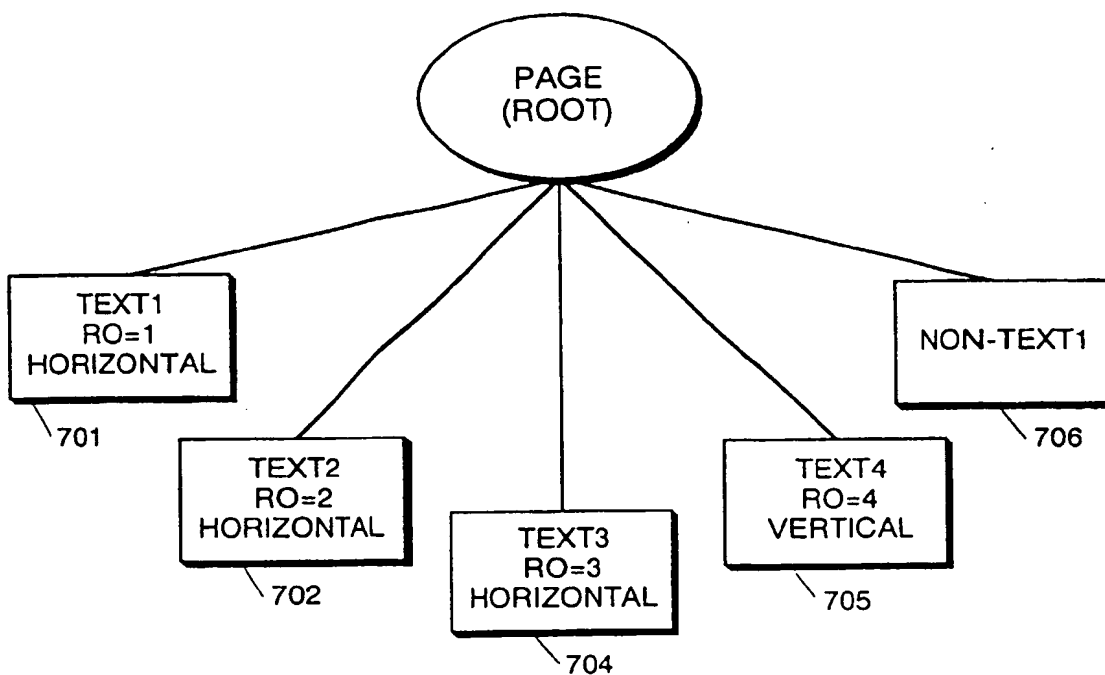 PAGE
(ROOT)
TEXT1
RO=1
HORIZONTAL
701
TEXT2
RO=2
HORIZONTAL
702
TEXT3
RO=3
HORIZONTAL
704
TEXT4
RO=4
VERTICAL
705
NON-TEXT1
706